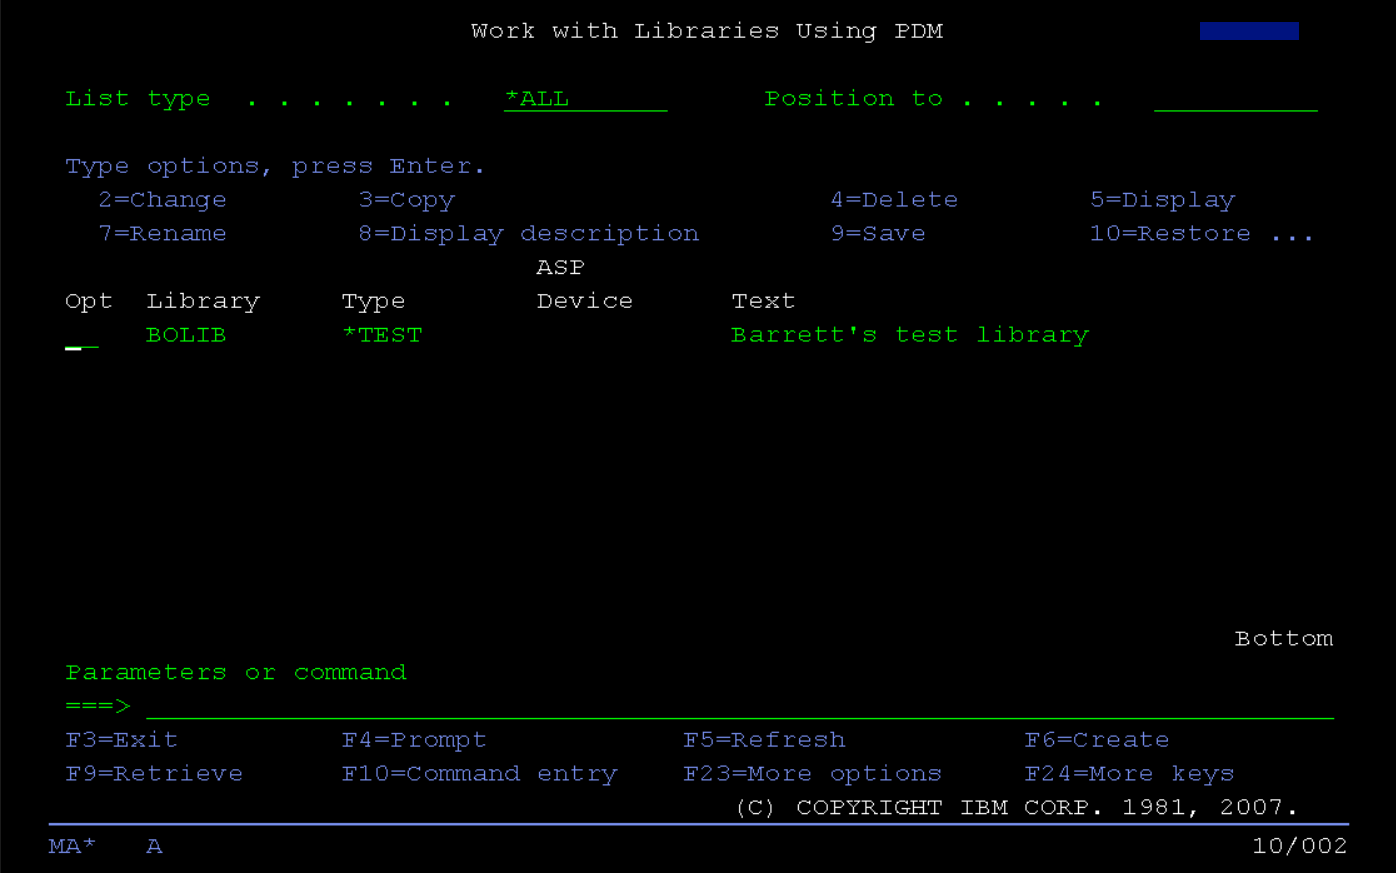 Work with Libraries Using PDM
List type . . . . . . . *ALL Position to . . . . .
Type options, press Enter.
2=Change 3=Copy 4=Delete 5=Display
7=Rename 8=Display description 9=Save 10=Restore ...
ASP
Opt Library Type Device Text
BOLIB *TEST Barrett's test library
Bottom
Parameters or command
===>
F3=Exit F4=Prompt F5=Refresh F6=Create
F9=Retrieve F10=Command entry F23=More options F24=More keys
(C) COPYRIGHT IBM CORP. 1981, 2007.
MA* A 10/002